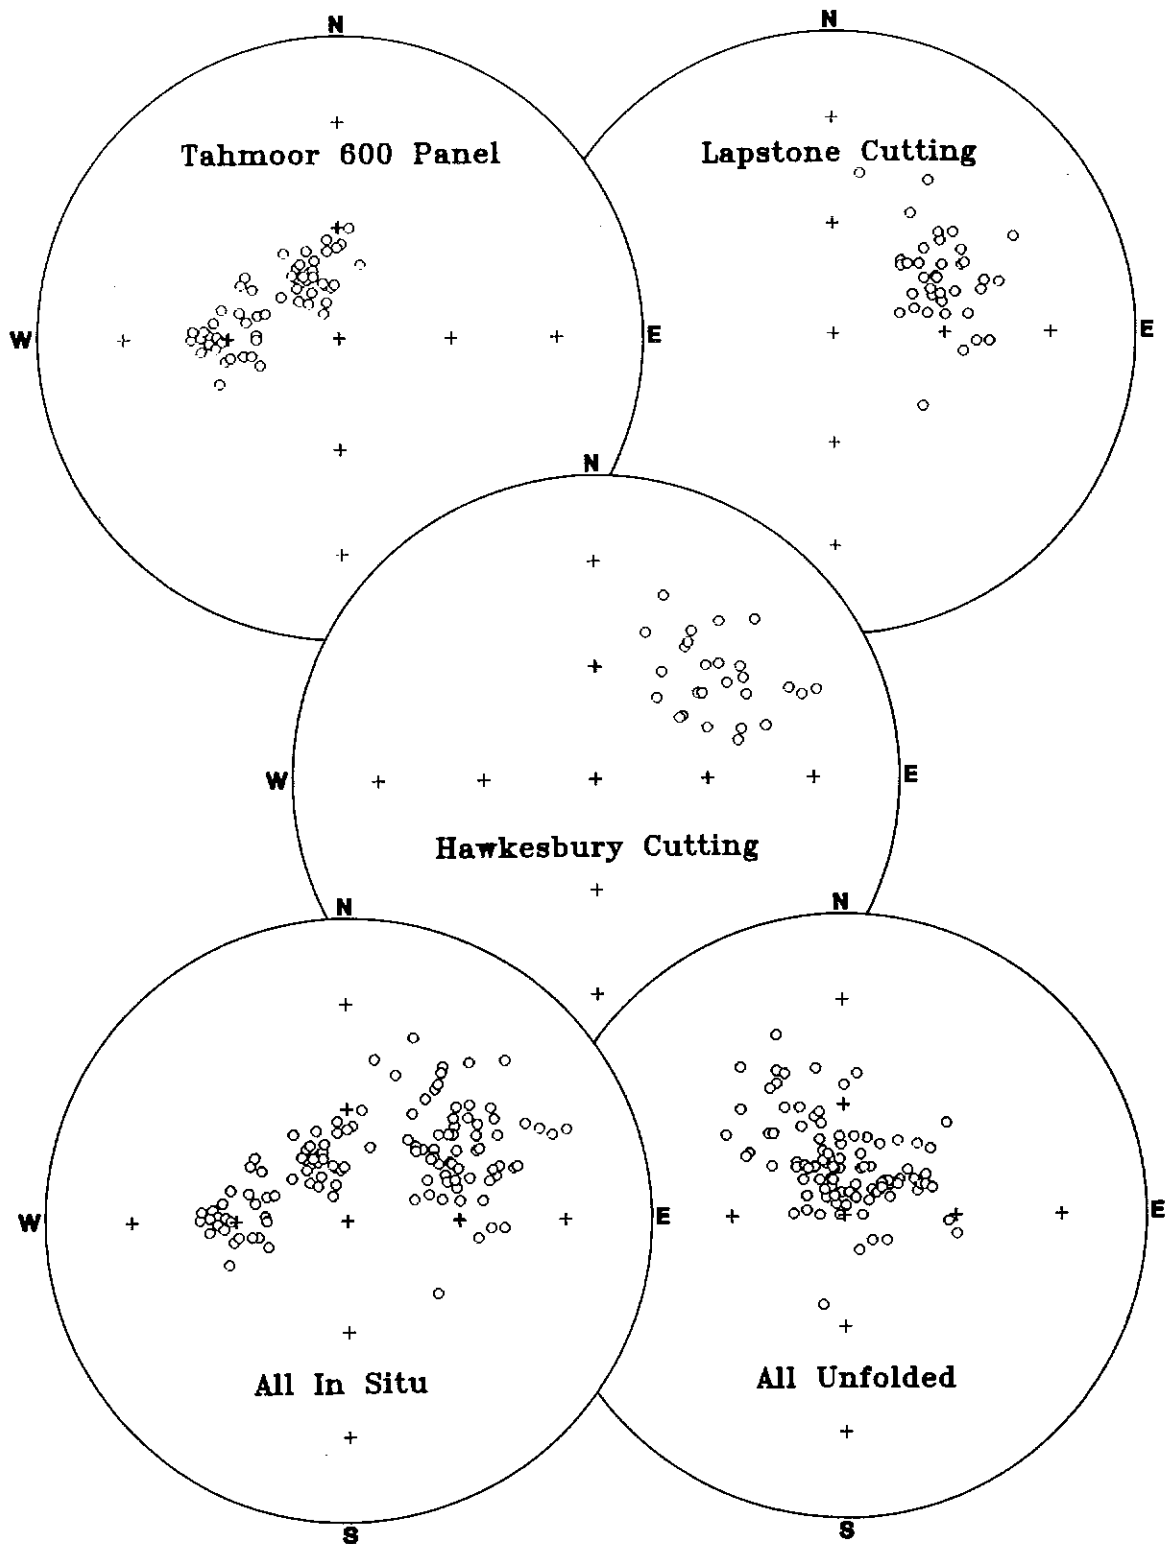 N
N
Tahmoor 600 Panel
Lapstone Cutting
W
E
E
N
W
E
Hawkesbury Cutting
N
N
W
E
E
All In Situ
All Unfolded
S
S